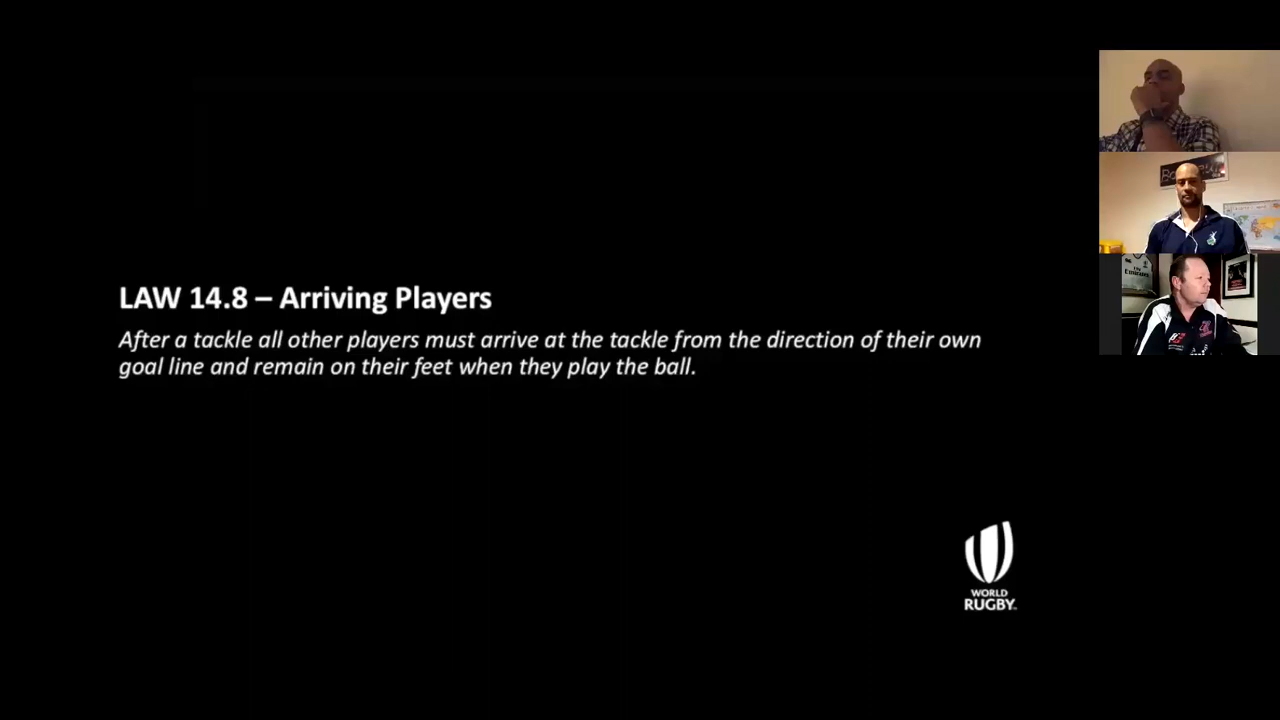 LAW 14.8 – Arriving Players
After a tackle all other players must arrive at the tackle from the direction of their own
goal line and remain on their feet when they play the ball.
WORLD
RUGBY